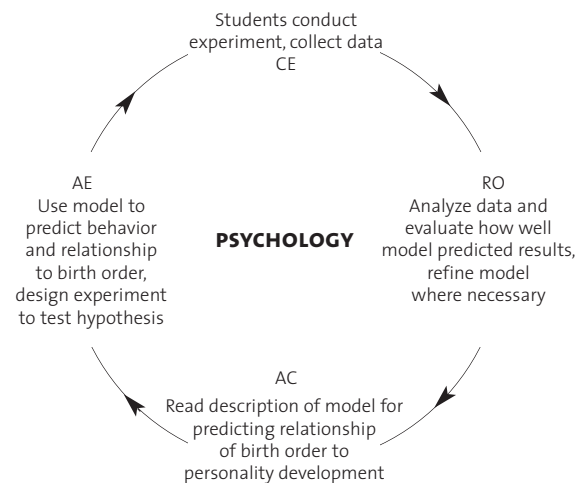 Students conduct
experiment, collect data
CE
AE
Use model to
predict behavior
and relationship
to birth order,
design experiment
to test hypothesis
PSYCHOLOGY
RO
Analyze data and
evaluate how well
model predicted results,
refine model
where necessary
AC
Read description of model for
predicting relationship
of birth order to
personality development